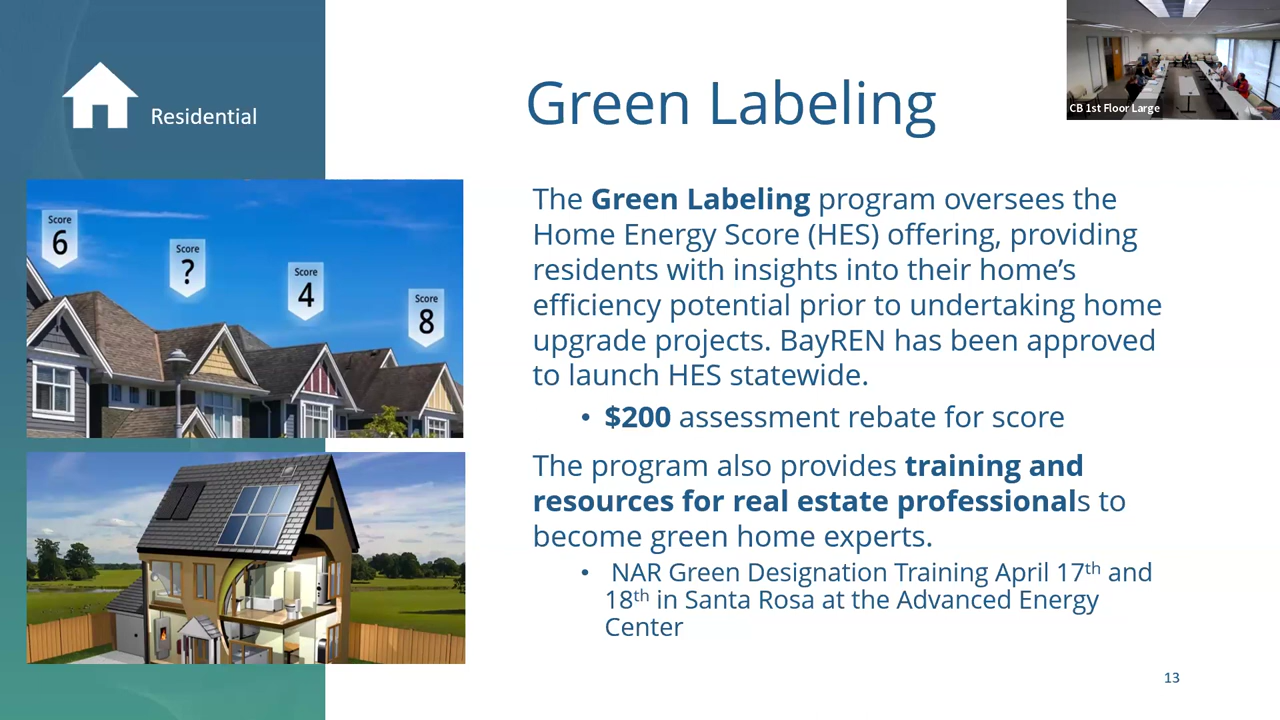 Residential
Green Labeling
CB 1st Floor Large
Score
6
Score
?
Score
4
Score
8
The Green Labeling program oversees the
Home Energy Score (HES) offering, providing
residents with insights into their home’s
efficiency potential prior to undertaking home
upgrade projects. BayREN has been approved
to launch HES statewide.
• $200 assessment rebate for score
The program also provides training and
resources for real estate professionals to
become green home experts.
• NAR Green Designation Training April 17th and
18th in Santa Rosa at the Advanced Energy
Center
13